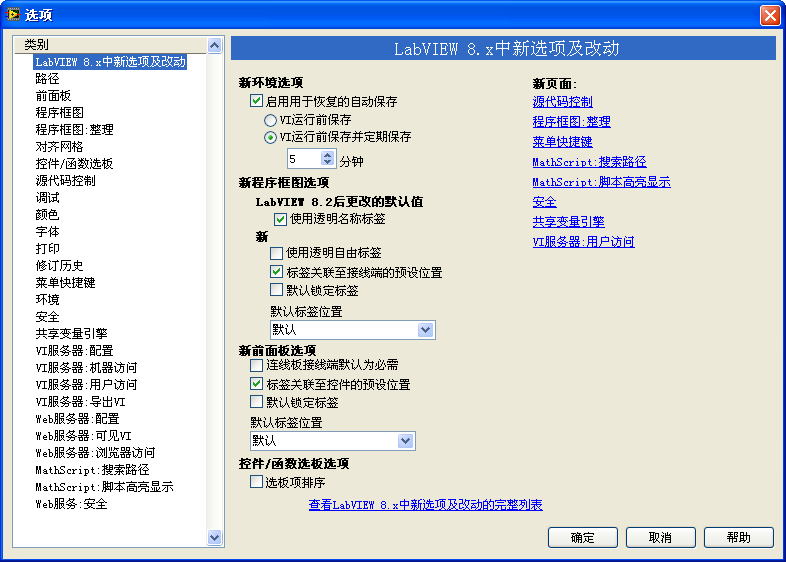 选项
类别
LabVIEW 8.x中新选项及改动
路径
前面板
程序框图
程序框图:整理
对齐网格
控件/函数选板
源代码控制
调试
颜色
字体
打印
修订历史
菜单快捷键
环境
安全
共享变量引擎
VI服务器:配置
VI服务器:机器访问
VI服务器:用户访问
VI服务器:导出VI
Web服务器:配置
Web服务器:可见VI
Web服务器:浏览器访问
MathScript:搜索路径
MathScript:脚本高亮显示
Web服务:安全
LabVIEW 8.x中新选项及改动
新环境选项
启用用于恢复的自动保存
VI运行前保存
VI运行前保存并定期保存
5 分钟
新程序框图选项
LabVIEW 8.2后更改的默认值
使用透明名称标签
新
使用透明自由标签
标签关联至接线端的预设位置
默认锁定标签
默认标签位置
默认
新前面板选项
连线板接线端默认为必需
标签关联至控件的预设位置
默认锁定标签
默认标签位置
默认
控件/函数选板选项
选板项排序
新页面:
源代码控制
程序框图:整理
菜单快捷键
MathScript:搜索路径
MathScript:脚本高亮显示
安全
共享变量引擎
VI服务器:用户访问
查看LabVIEW 8.x中新选项及改动的完整列表
确定 取消 帮助